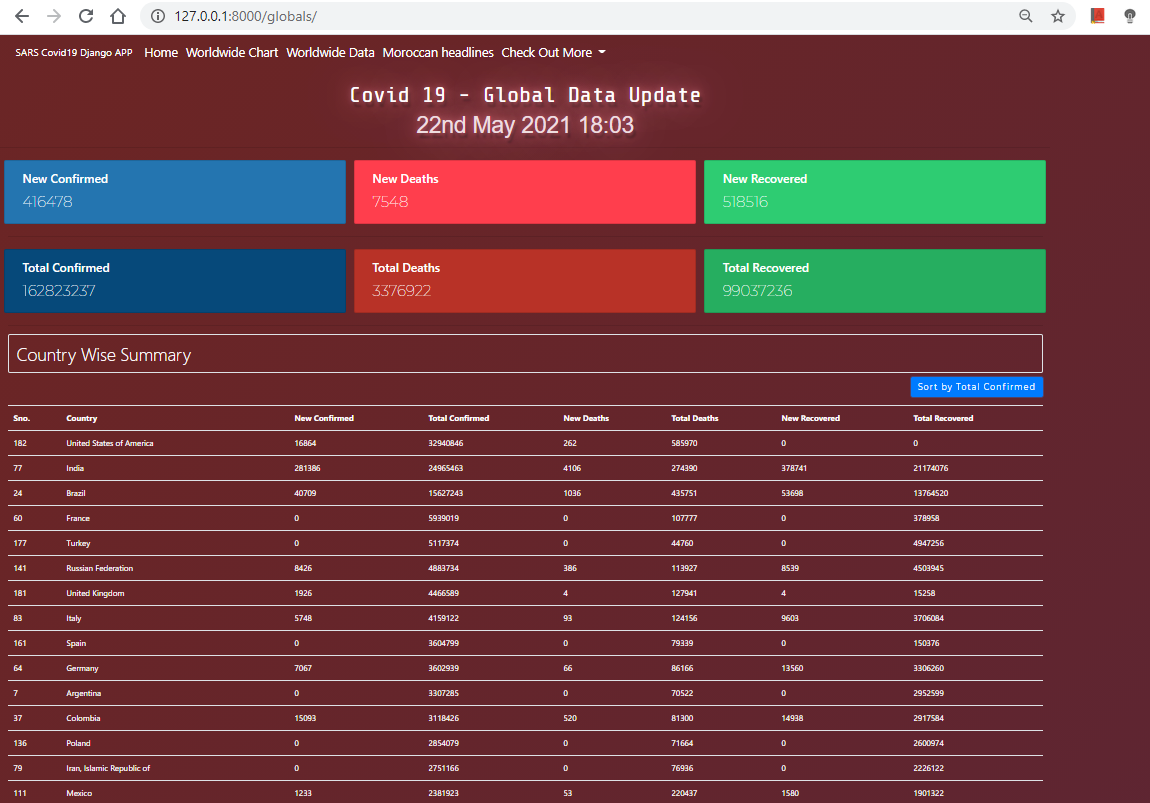 127.0.0.1:8000/globals/
SARS Covid19 Django APP Home Worldwide Chart Worldwide Data Moroccan headlines Check Out More
Covid 19 - Global Data Update
22nd May 2021 18:03
New Confirmed New Deaths New Recovered
416478 7548 518516
Total Confirmed Total Deaths Total Recovered
162823237 3376922 99037236
Country Wise Summary
Sort by Total Confirmed
Sno. Country New Confirmed Total Confirmed New Deaths Total Deaths New Recovered Total Recovered
182 United States of America 16864 32940846 262 585970 0 0
77 India 281386 24965463 4106 274390 378741 21174076
24 Brazil 40709 15627243 1036 435751 53698 13764520
60 France 0 5939019 0 107777 0 378958
177 Turkey 0 5117374 0 44760 0 4947256
141 Russian Federation 8426 4883734 386 113927 8539 4503945
181 United Kingdom 1926 4466589 4 127941 4 15258
83 Italy 5748 4159122 93 124156 9603 3706084
161 Spain 0 3604799 0 79339 0 150376
64 Germany 7067 3602939 66 86166 13560 3306260
7 Argentina 0 3307285 0 70522 0 2952599
37 Colombia 15093 3118426 520 81300 14938 2917584
136 Poland 0 2854079 0 71664 0 2600974
79 Iran, Islamic Republic of 0 2751166 0 76936 0 2226122
111 Mexico 1233 2381923 53 220437 1580 1901322